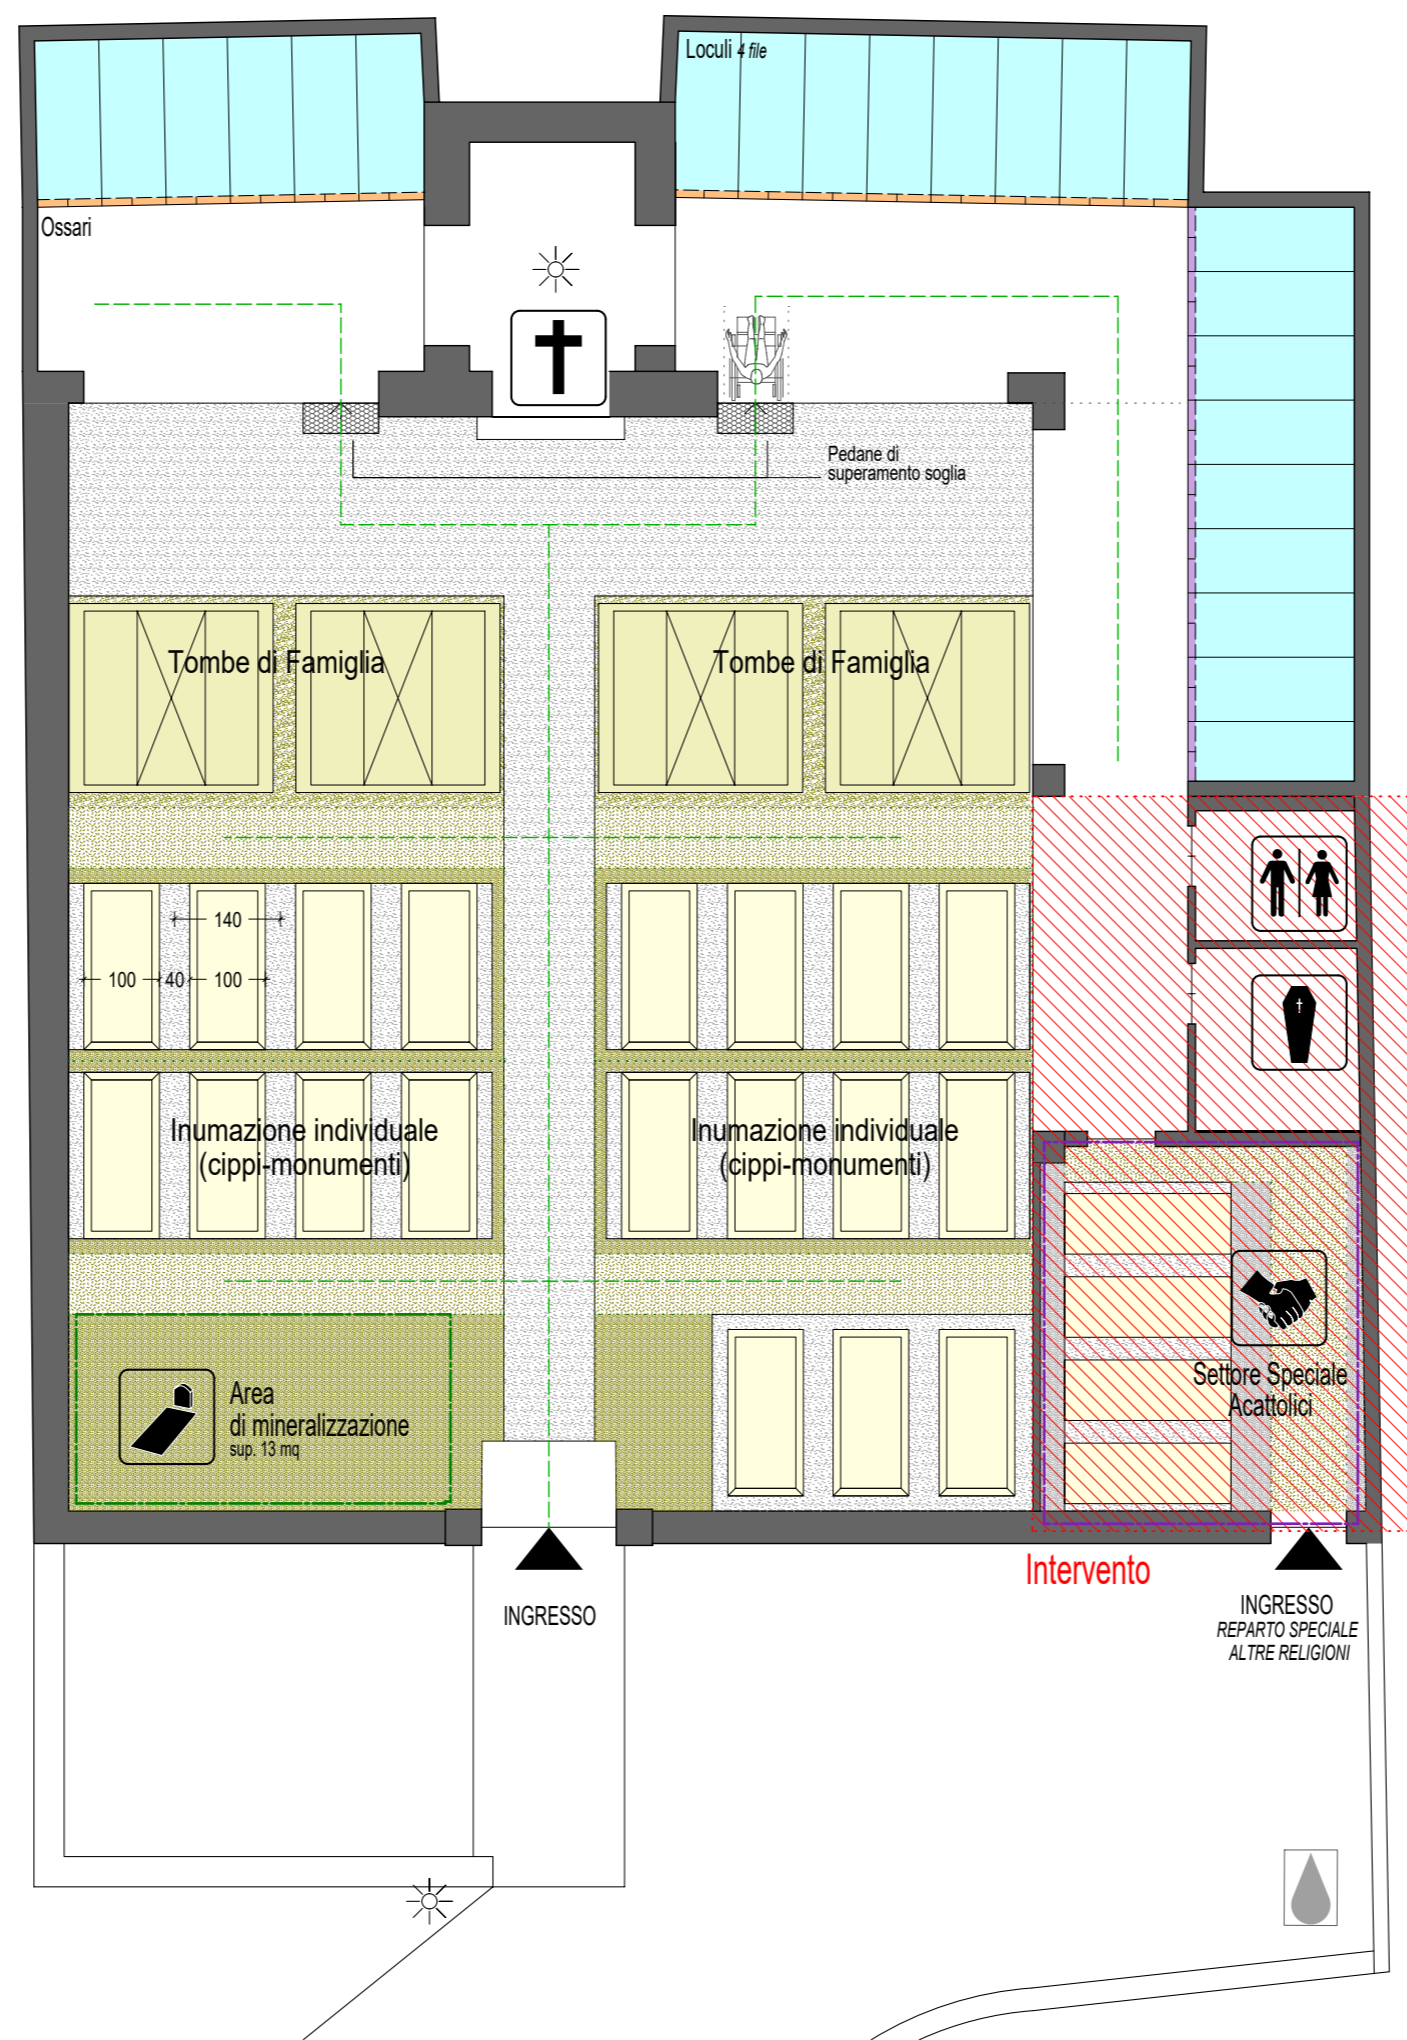 Loculi 4 file
Ossari
Pedane di
superamento soglia
Tombe di Famiglia
Tombe di Famiglia
140
100
40
100
Inumazione individuale
(cippi-monumenti)
Inumazione individuale
(cippi-monumenti)
Area
di mineralizzazione
sup. 13 mq
Settore Speciale
Acattolici
Intervento
INGRESSO
INGRESSO
REPARTO SPECIALE
ALTRE RELIGIONI